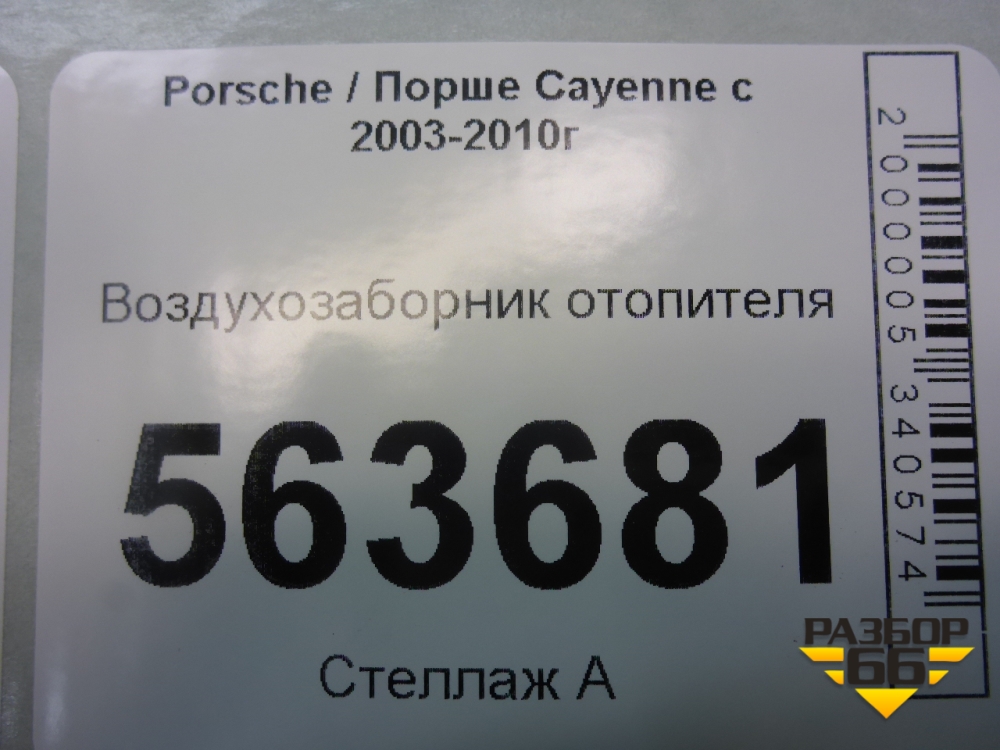 Porsche / Порше Cayenne с
2003-2010г
Воздухозаборник отопителя
563681
Стеллаж А
2000005340574
РАЗБОР
66